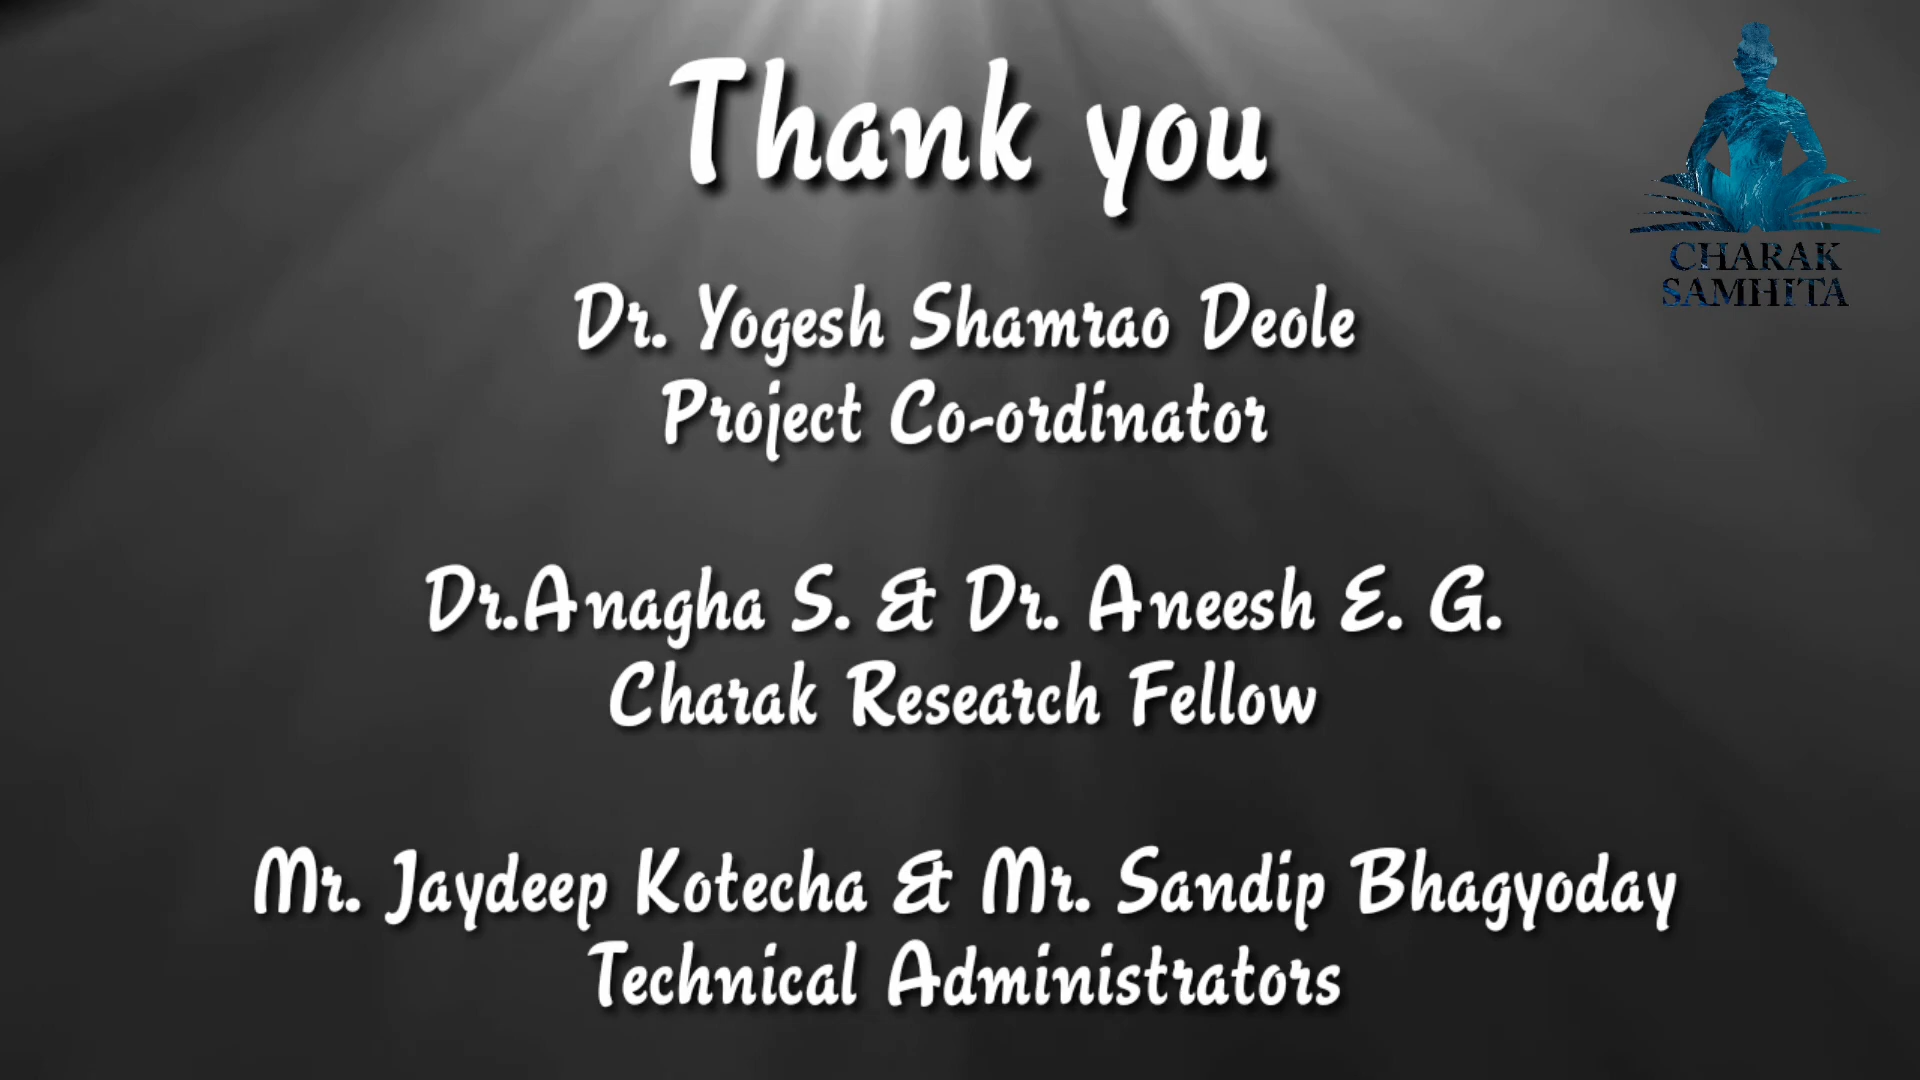 Thank you
CHARAK
SAMHITA
Dr. Yogesh Shamrao Deole
Project Co-ordinator
Dr.Anagha S. & Dr. Aneesh E. G.
Charak Research Fellow
Mr. Jaydeep Kotecha & Mr. Sandip Bhagyoday
Technical Administrators